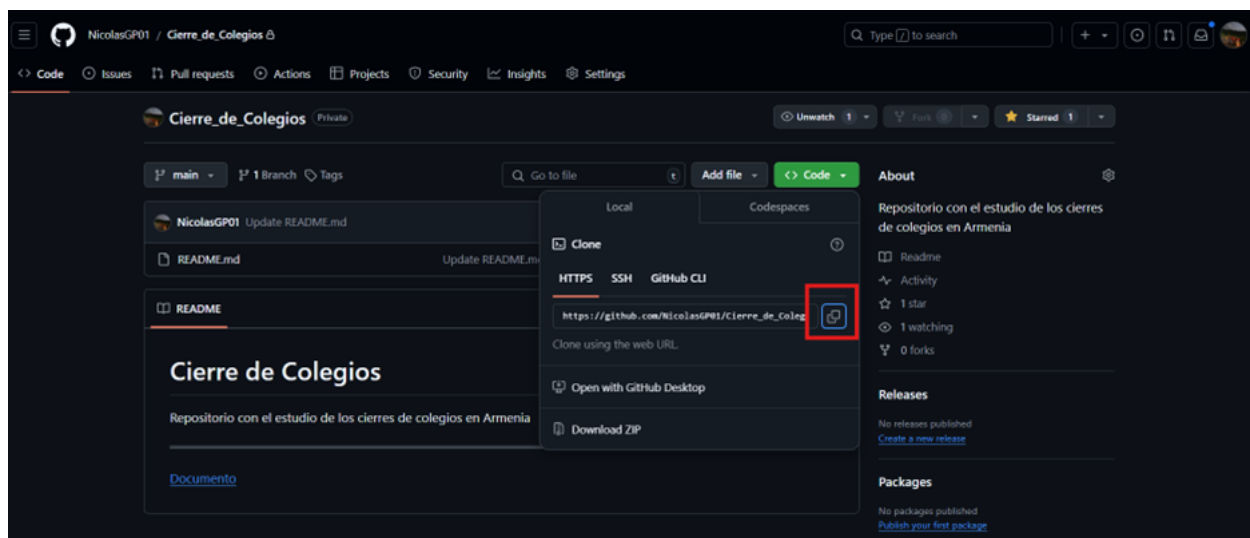 NicolasGP01 / Cierre_de_Colegios
Type / to search
Code Issues Pull requests Actions Projects Security Insights Settings
Cierre_de_Colegios Private
Unwatch 1 Fork 0 Starred 1
main 1 Branch Tags
Go to file t Add file Code
About
Local Codespaces
Repositorio con el estudio de los cierres
de colegios en Armenia
NicolasGP01 Update README.md
Clone
Readme
README.md Update README.m
HTTPS SSH GitHub CLI
Activity
README
https://github.com/NicolasGP01/Cierre_de_Coleg
1 star
1 watching
Clone using the web URL.
0 forks
Cierre de Colegios
Open with GitHub Desktop
Releases
Repositorio con el estudio de los cierres de colegios en Armenia
Download ZIP
No releases published
Create a new release
Documento
Packages
No packages published
Publish your first package